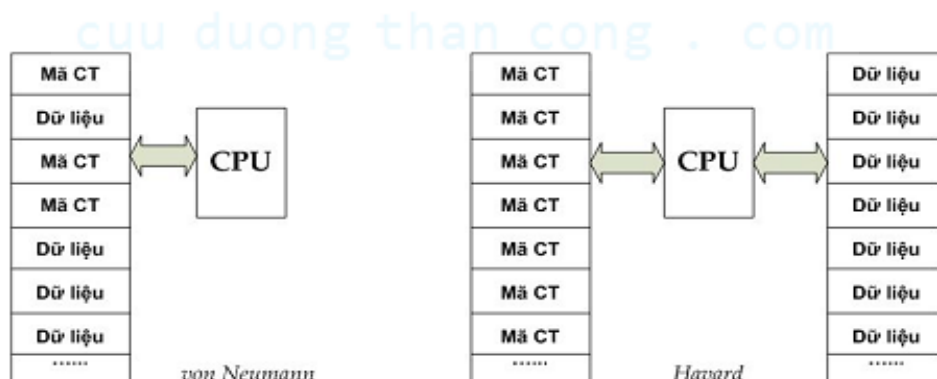 cuu duong than cong . com
Mã CT
Dữ liệu
Mã CT
Mã CT
Dữ liệu
Dữ liệu
Dữ liệu
......
CPU
von Neumann
Mã CT
Mã CT
Mã CT
Mã CT
Mã CT
Mã CT
Mã CT
......
CPU
Havard
Dữ liệu
Dữ liệu
Dữ liệu
Dữ liệu
Dữ liệu
Dữ liệu
Dữ liệu
......